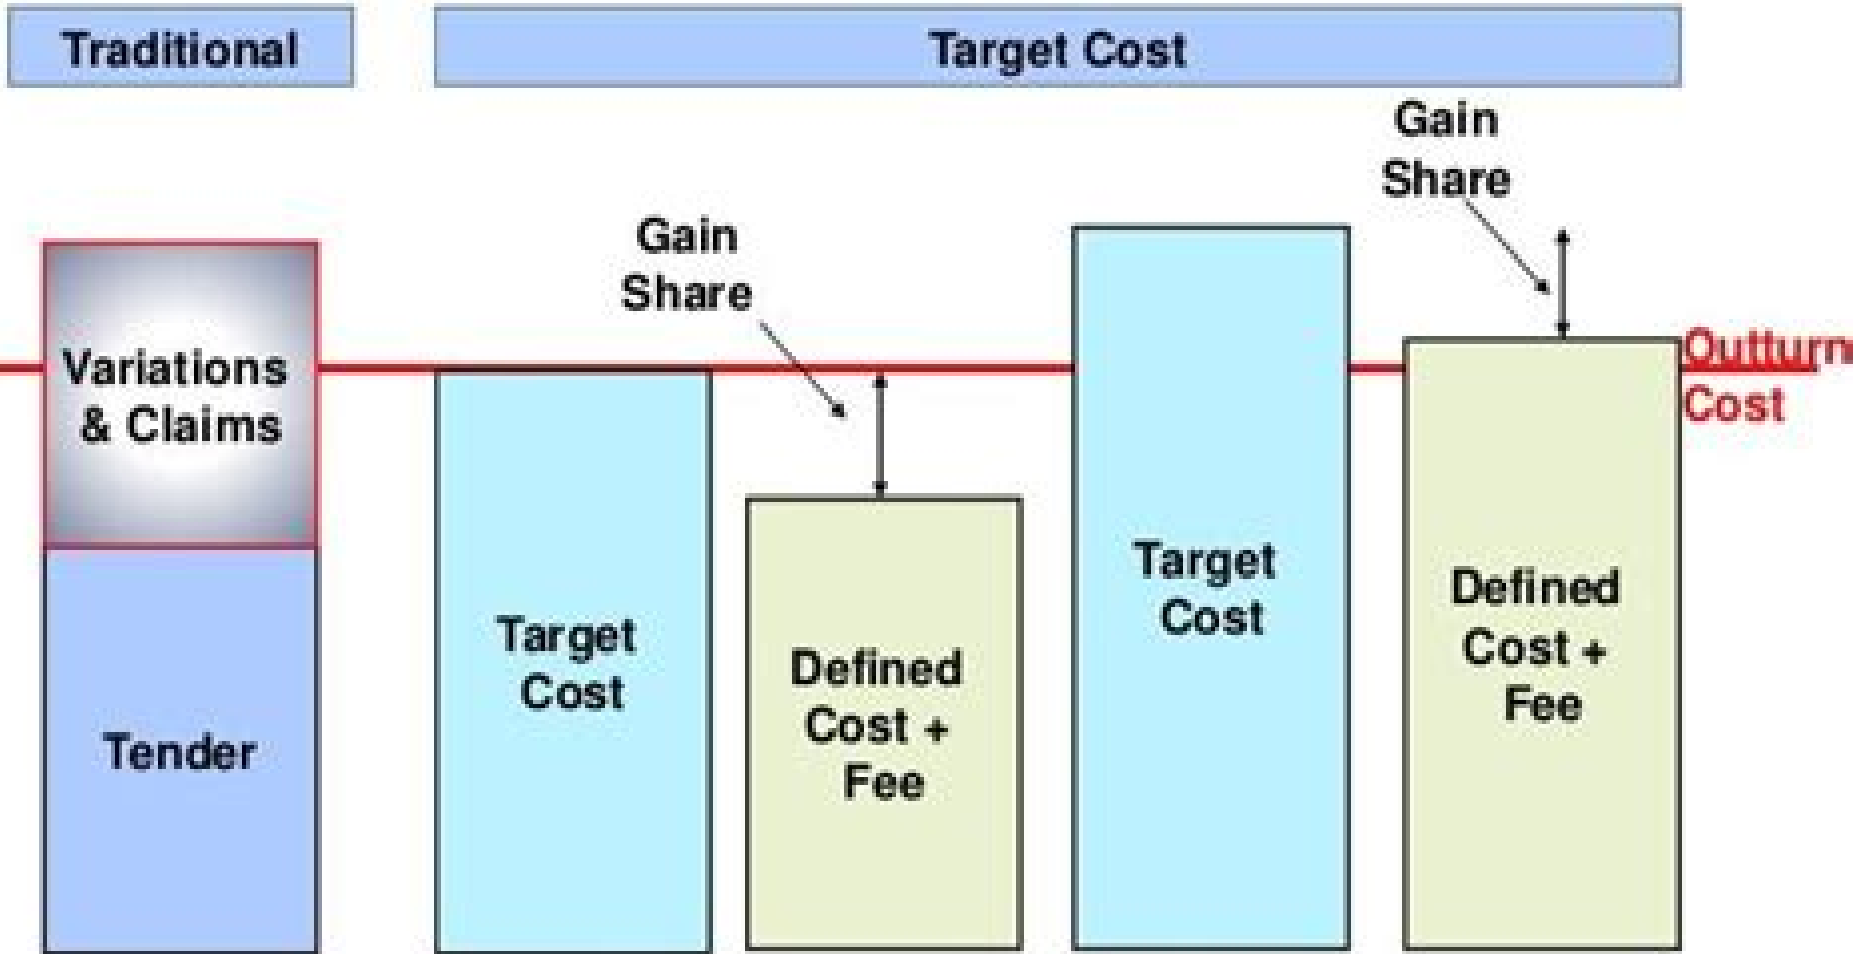 Traditional
Target Cost
Gain
Share
Gain
Share
Variations
& Claims
Outturn
Cost
Target
Cost
Target
Cost
Defined
Cost +
Fee
Defined
Cost +
Fee
Tender